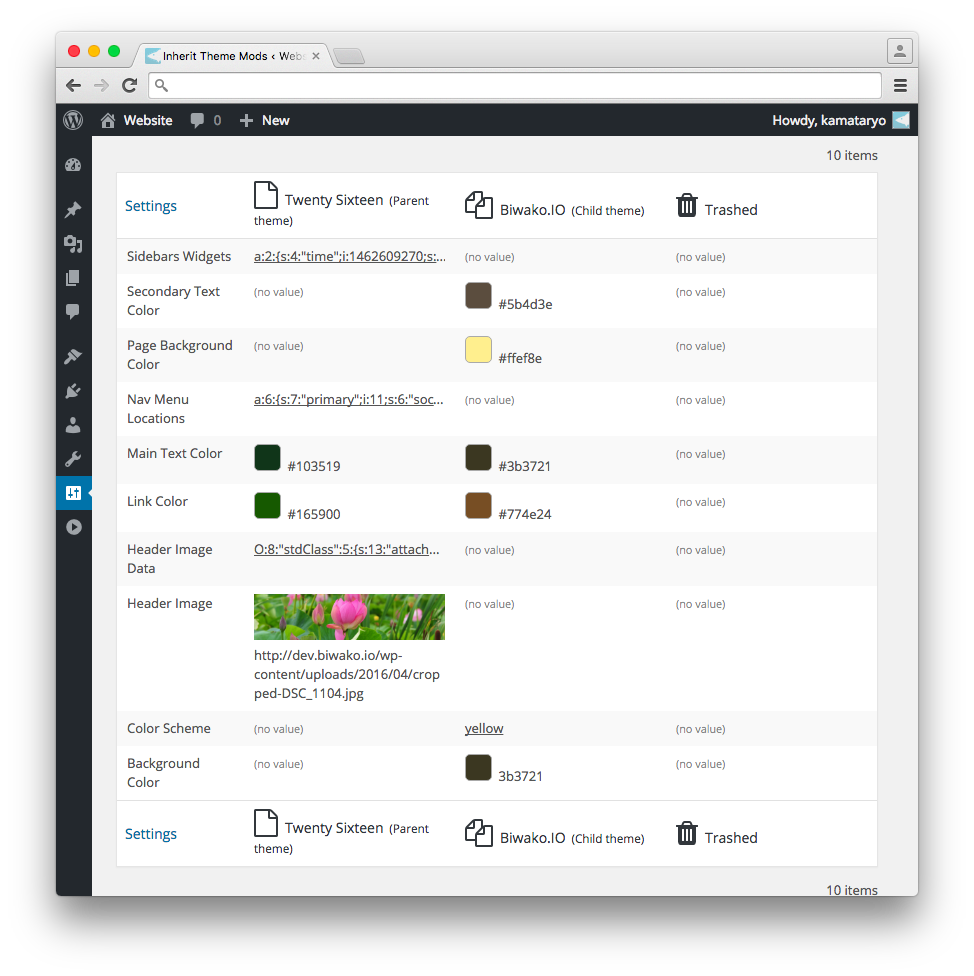 Inherit Theme Mods ‹ Webs
Website 0 New Howdy, kamataryo
10 items
Settings Twenty Sixteen (Parent theme) Biwako.IO (Child theme) Trashed
Sidebars Widgets a:2:{s:4:"time";i:1462609270;s:... (no value) (no value)
Secondary Text Color (no value) #5b4d3e (no value)
Page Background Color (no value) #ffef8e (no value)
Nav Menu Locations a:6:{s:7:"primary";i:11;s:6:"soc... (no value) (no value)
Main Text Color #103519 #3b3721 (no value)
Link Color #165900 #774e24 (no value)
Header Image Data O:8:"stdClass":5:{s:13:"attach... (no value) (no value)
Header Image (no value) (no value)
http://dev.biwako.io/wp-
content/uploads/2016/04/crop
ped-DSC_1104.jpg
Color Scheme (no value) yellow (no value)
Background Color (no value) 3b3721 (no value)
Settings Twenty Sixteen (Parent theme) Biwako.IO (Child theme) Trashed
10 items